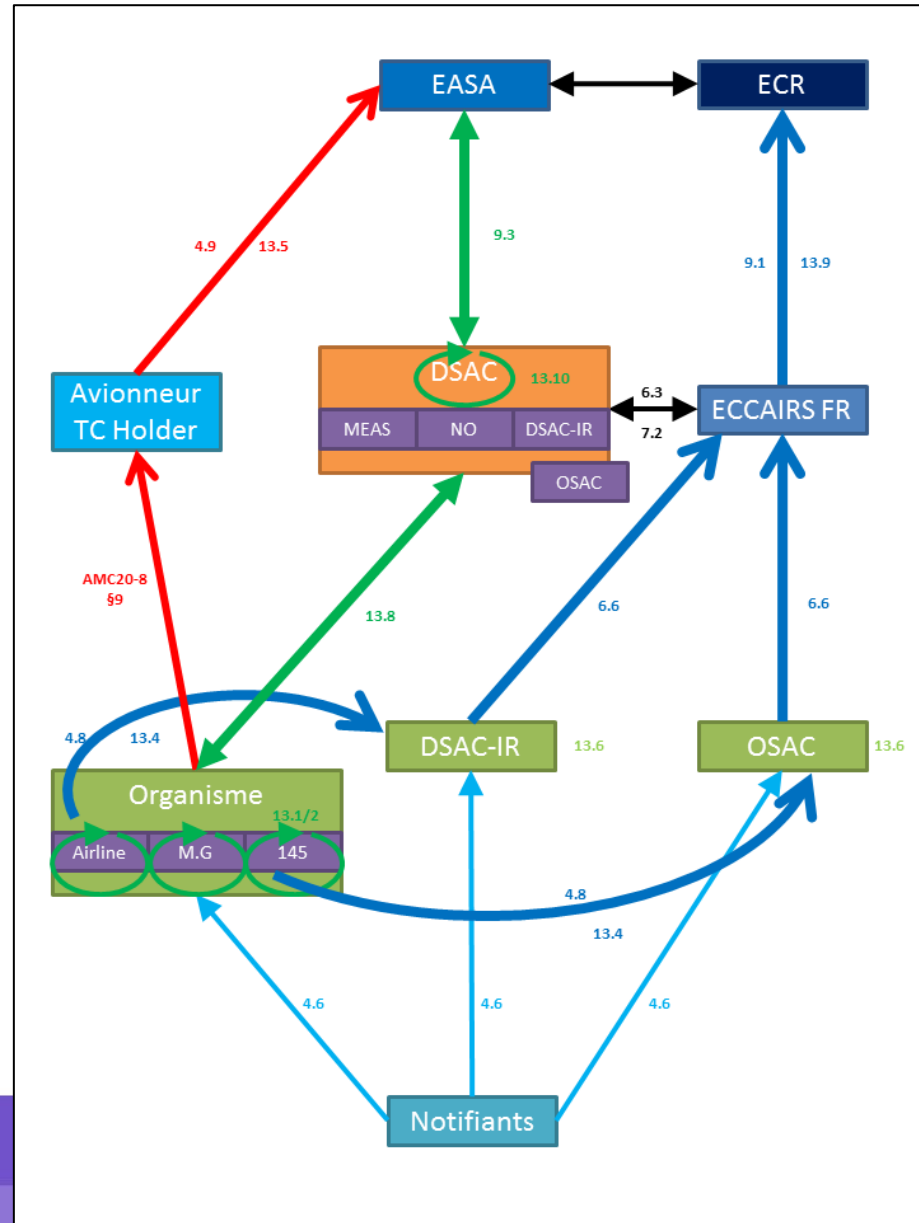 EASA
ECR
4.9
13.5
9.3
9.1
13.9
DSAC
13.10
MEAS
NO
DSAC-IR
OSAC
Avionneur
TC Holder
6.3
7.2
ECCAIRS FR
AMC20-8
§9
13.8
6.6
6.6
4.8
13.4
DSAC-IR
13.6
OSAC
13.6
Organisme
13.1/2
Airline
M.G
145
4.8
13.4
4.6
4.6
4.6
Notifiants